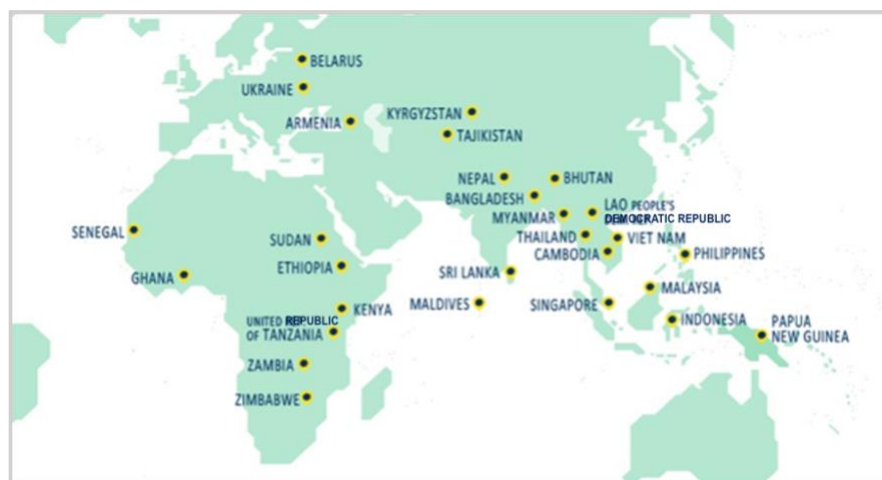 BELARUS
UKRAINE
ARMENIA
KYRGYZSTAN
TAJIKISTAN
NEPAL
BHUTAN
BANGLADESH
MYANMAR
LAO PEOPLE'S
DEMOCRATIC REPUBLIC
THAILAND
VIET NAM
CAMBODIA
PHILIPPINES
SENEGAL
SUDAN
ETHIOPIA
GHANA
SRI LANKA
MALDIVES
SINGAPORE
MALAYSIA
KENYA
UNITED REPUBLIC
OF TANZANIA
INDONESIA
PAPUA
NEW GUINEA
ZAMBIA
ZIMBABWE